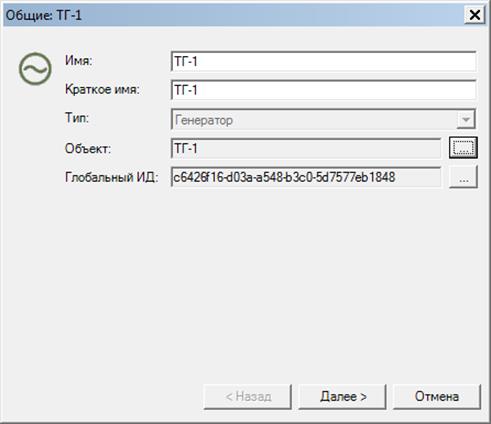 Общие: ТГ-1
Имя: ТГ-1
Краткое имя: ТГ-1
Тип: Генератор
Объект: ТГ-1 ...
Глобальный ИД: c6426f16-d03a-a548-b3c0-5d7577eb1848 ...
< Назад Далее > Отмена